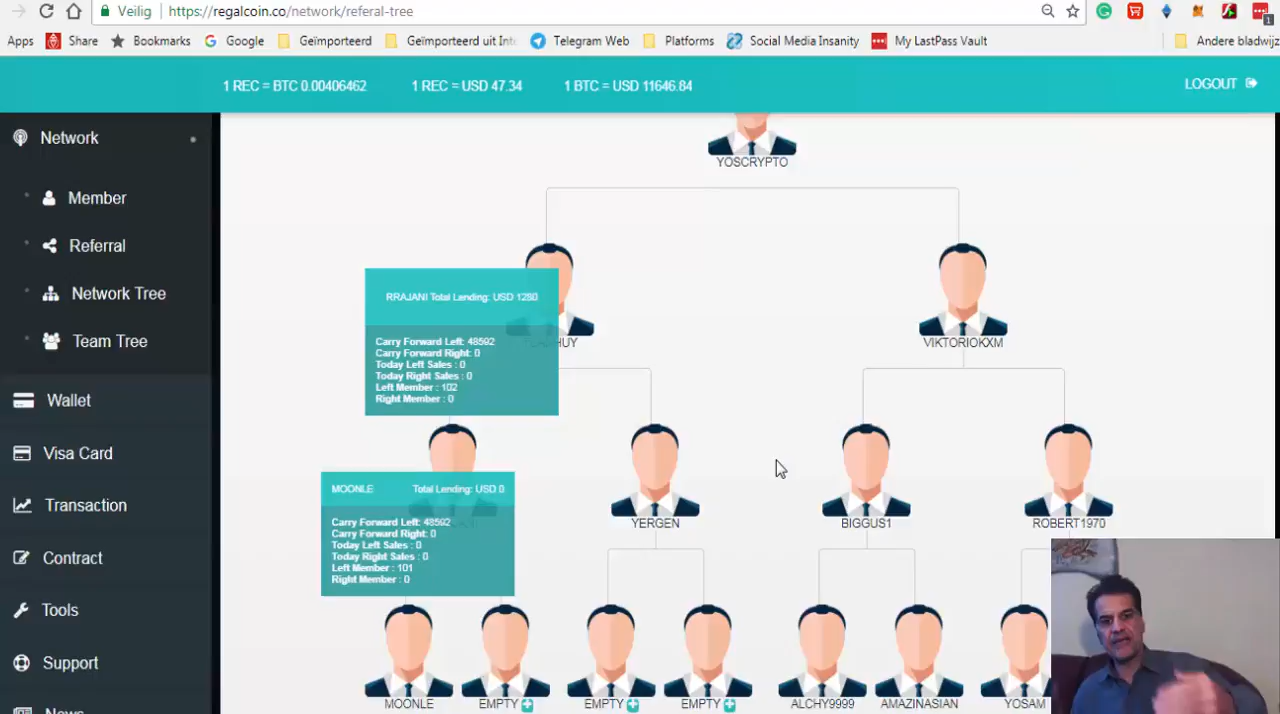 Veilig https://regalcoin.co/network/referal-tree
Apps Share Bookmarks Google Geïmporteerd Geïmporteerd uit Int Telegram Web Platforms Social Media Insanity My LastPass Vault Andere bladwijz
1 REC = BTC 0.00406462 1 REC = USD 47.34 1 BTC = USD 11646.84 LOGOUT
Network
Member
Referral
Network Tree
Team Tree
Wallet
Visa Card
Transaction
Contract
Tools
Support
News
YOSCRYPTO
RRAJANI Total Lending: USD 1280
Carry Forward Left: 48592
Carry Forward Right: 0
Today Left Sales : 0
Today Right Sales : 0
Left Member : 102
Right Member : 0
HUY
VIKTORIOKXM
MOONLE Total Lending: USD 0
Carry Forward Left: 48592
Carry Forward Right: 0
Today Left Sales : 0
Today Right Sales : 0
Left Member : 101
Right Member : 0
YERGEN
BIGGUS1
ROBERT1970
MOONLE
EMPTY
EMPTY
EMPTY
ALCHY9999
AMAZINASIAN
YOSAM